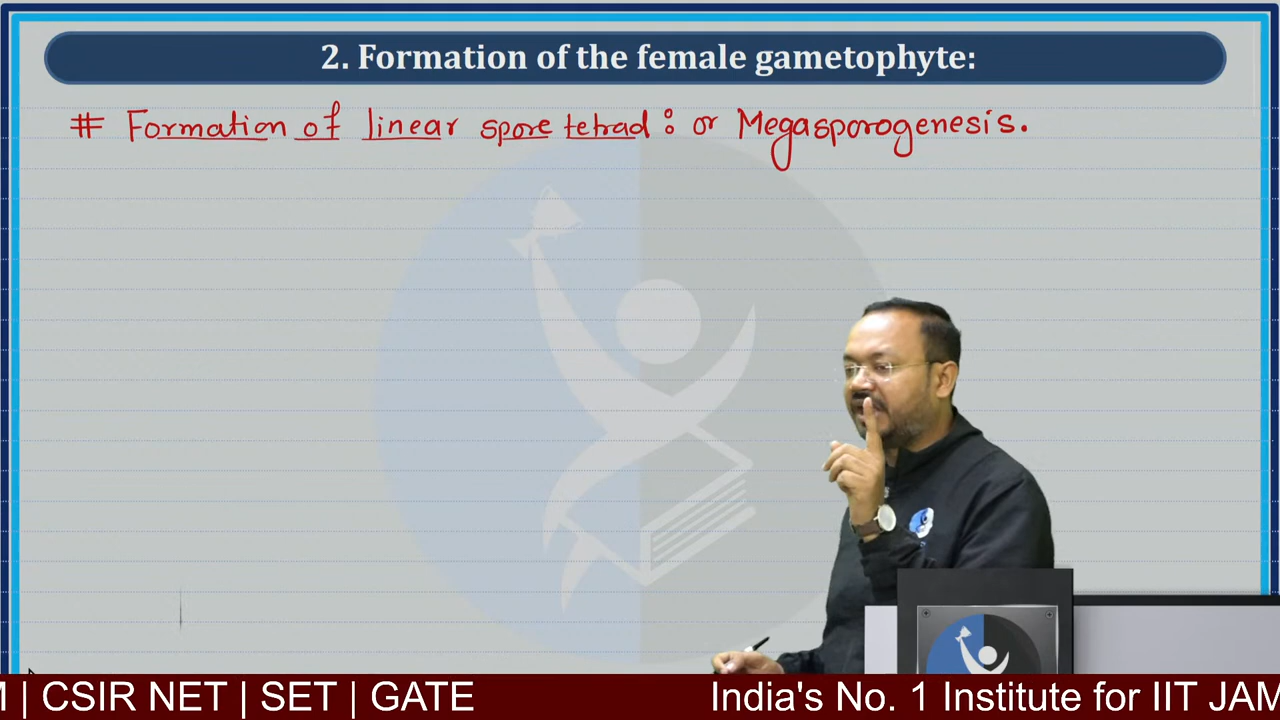 2. Formation of the female gametophyte:
# Formation of linear spore tetrad : or Megasporogenesis.
M | CSIR NET | SET | GATE India's No. 1 Institute for IIT JAM